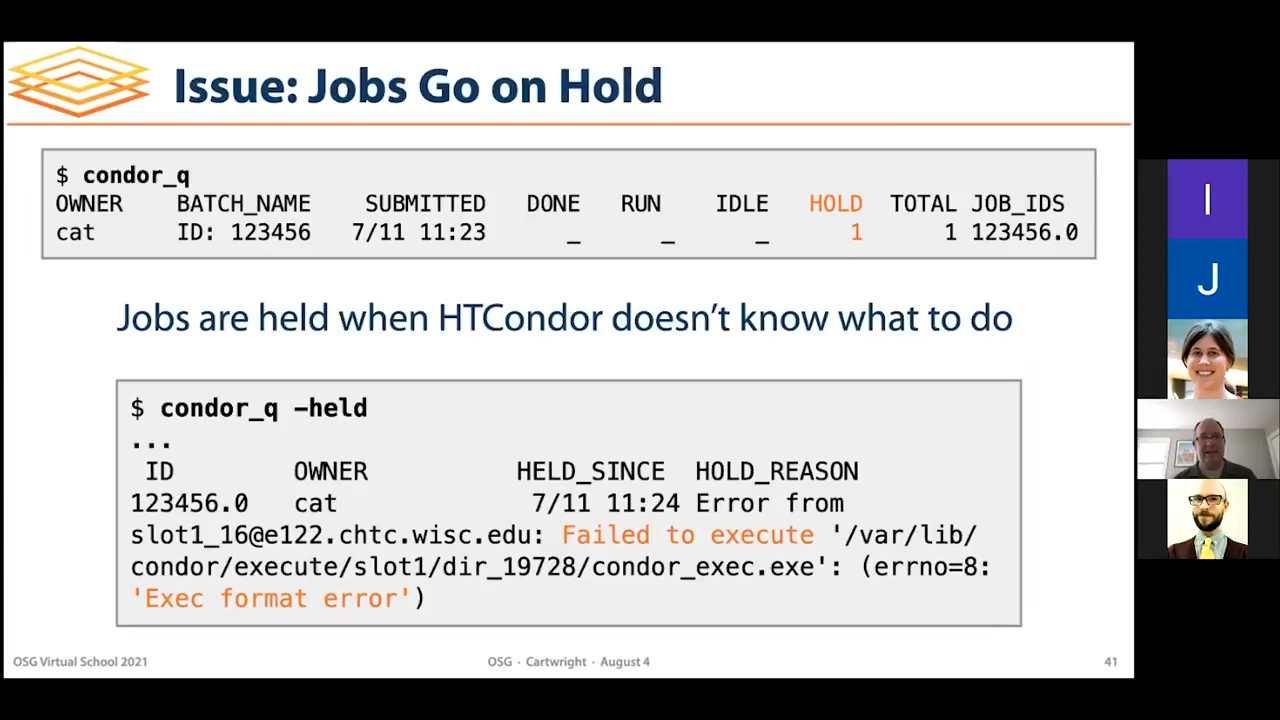 Issue: Jobs Go on Hold
$ condor_q
OWNER BATCH_NAME SUBMITTED DONE RUN IDLE HOLD TOTAL JOB_IDS
cat ID: 123456 7/11 11:23 _ _ _ 1 1 123456.0
Jobs are held when HTCondor doesn’t know what to do
$ condor_q –held
...
ID OWNER HELD_SINCE HOLD_REASON
123456.0 cat 7/11 11:24 Error from
slot1_16@e122.chtc.wisc.edu: Failed to execute '/var/lib/
condor/execute/slot1/dir_19728/condor_exec.exe': (errno=8:
'Exec format error')
OSG Virtual School 2021
OSG · Cartwright · August 4
41
I
J